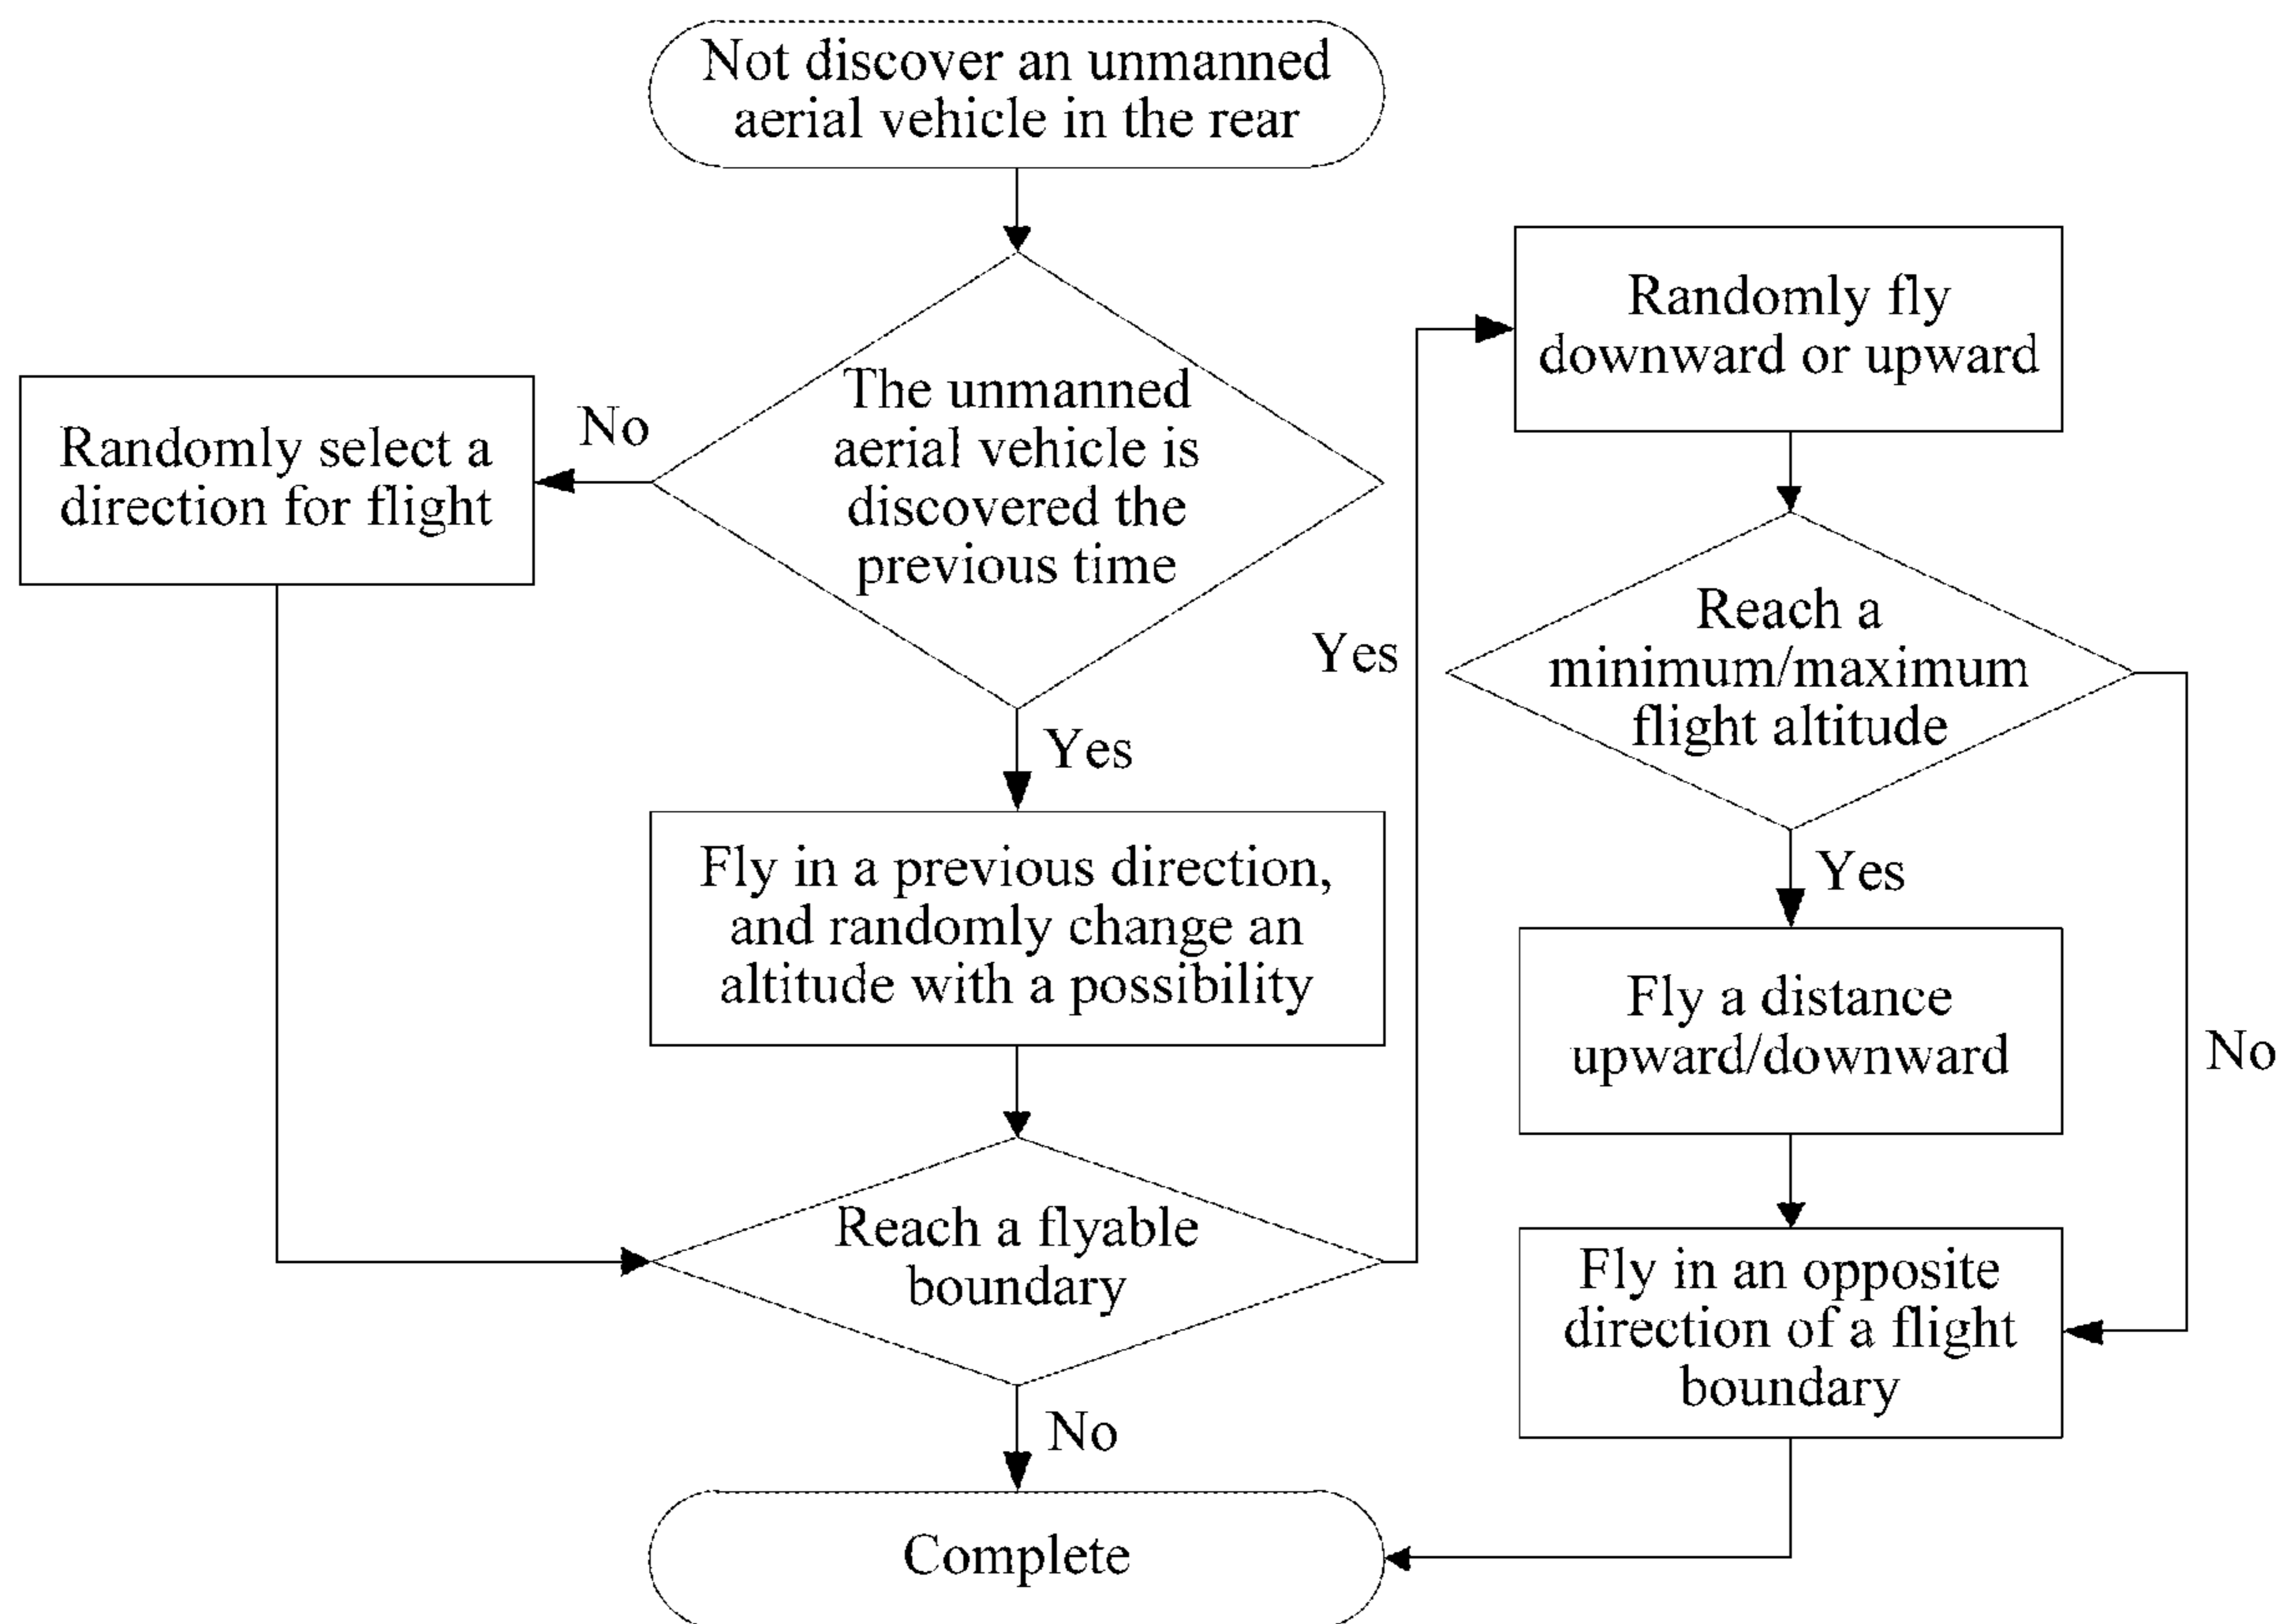 Not discover an unmanned
aerial vehicle in the rear
The unmanned
aerial vehicle is
discovered the
previous time
No
Randomly select a
direction for flight
Yes
Fly in a previous direction,
and randomly change an
altitude with a possibility
Reach a flyable
boundary
No
Complete
Yes
Randomly fly
downward or upward
Reach a
minimum/maximum
flight altitude
Yes
Fly a distance
upward/downward
No
Fly in an opposite
direction of a flight
boundary